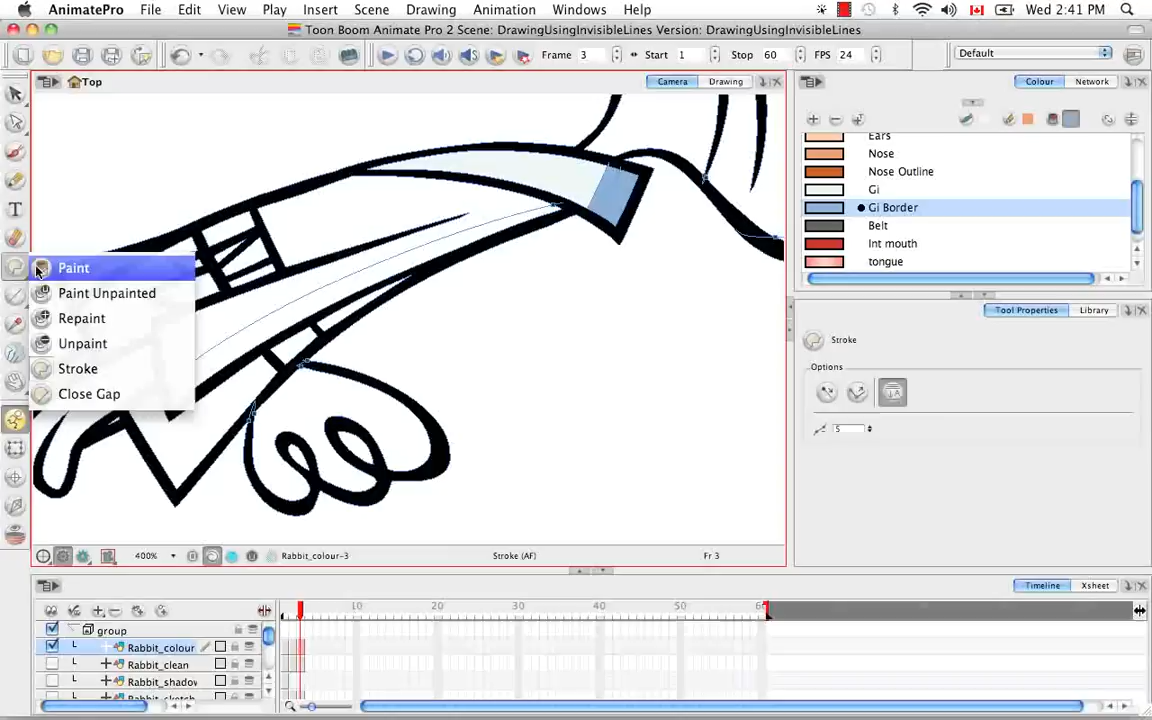 AnimatePro File Edit View Play Insert Scene Drawing Animation Windows Help Wed 2:41 PM
Toon Boom Animate Pro 2 Scene: DrawingUsingInvisibleLines Version: DrawingUsingInvisibleLines
Frame 3 Start 1 Stop 60 FPS 24 Default
Top Camera Drawing Colour Network
Ears
Nose
Nose Outline
Gi
Gi Border
Belt
Int mouth
tongue
Paint
Paint Unpainted
Repaint
Unpaint
Stroke
Close Gap
Tool Properties Library
Stroke
Options
5
400% Rabbit_colour-3 Stroke (AF) Fr 3
Timeline Xsheet
10 20 30 40 50 60
group
Rabbit_colour
Rabbit_clean
Rabbit_shadow
Rabbit_sketch